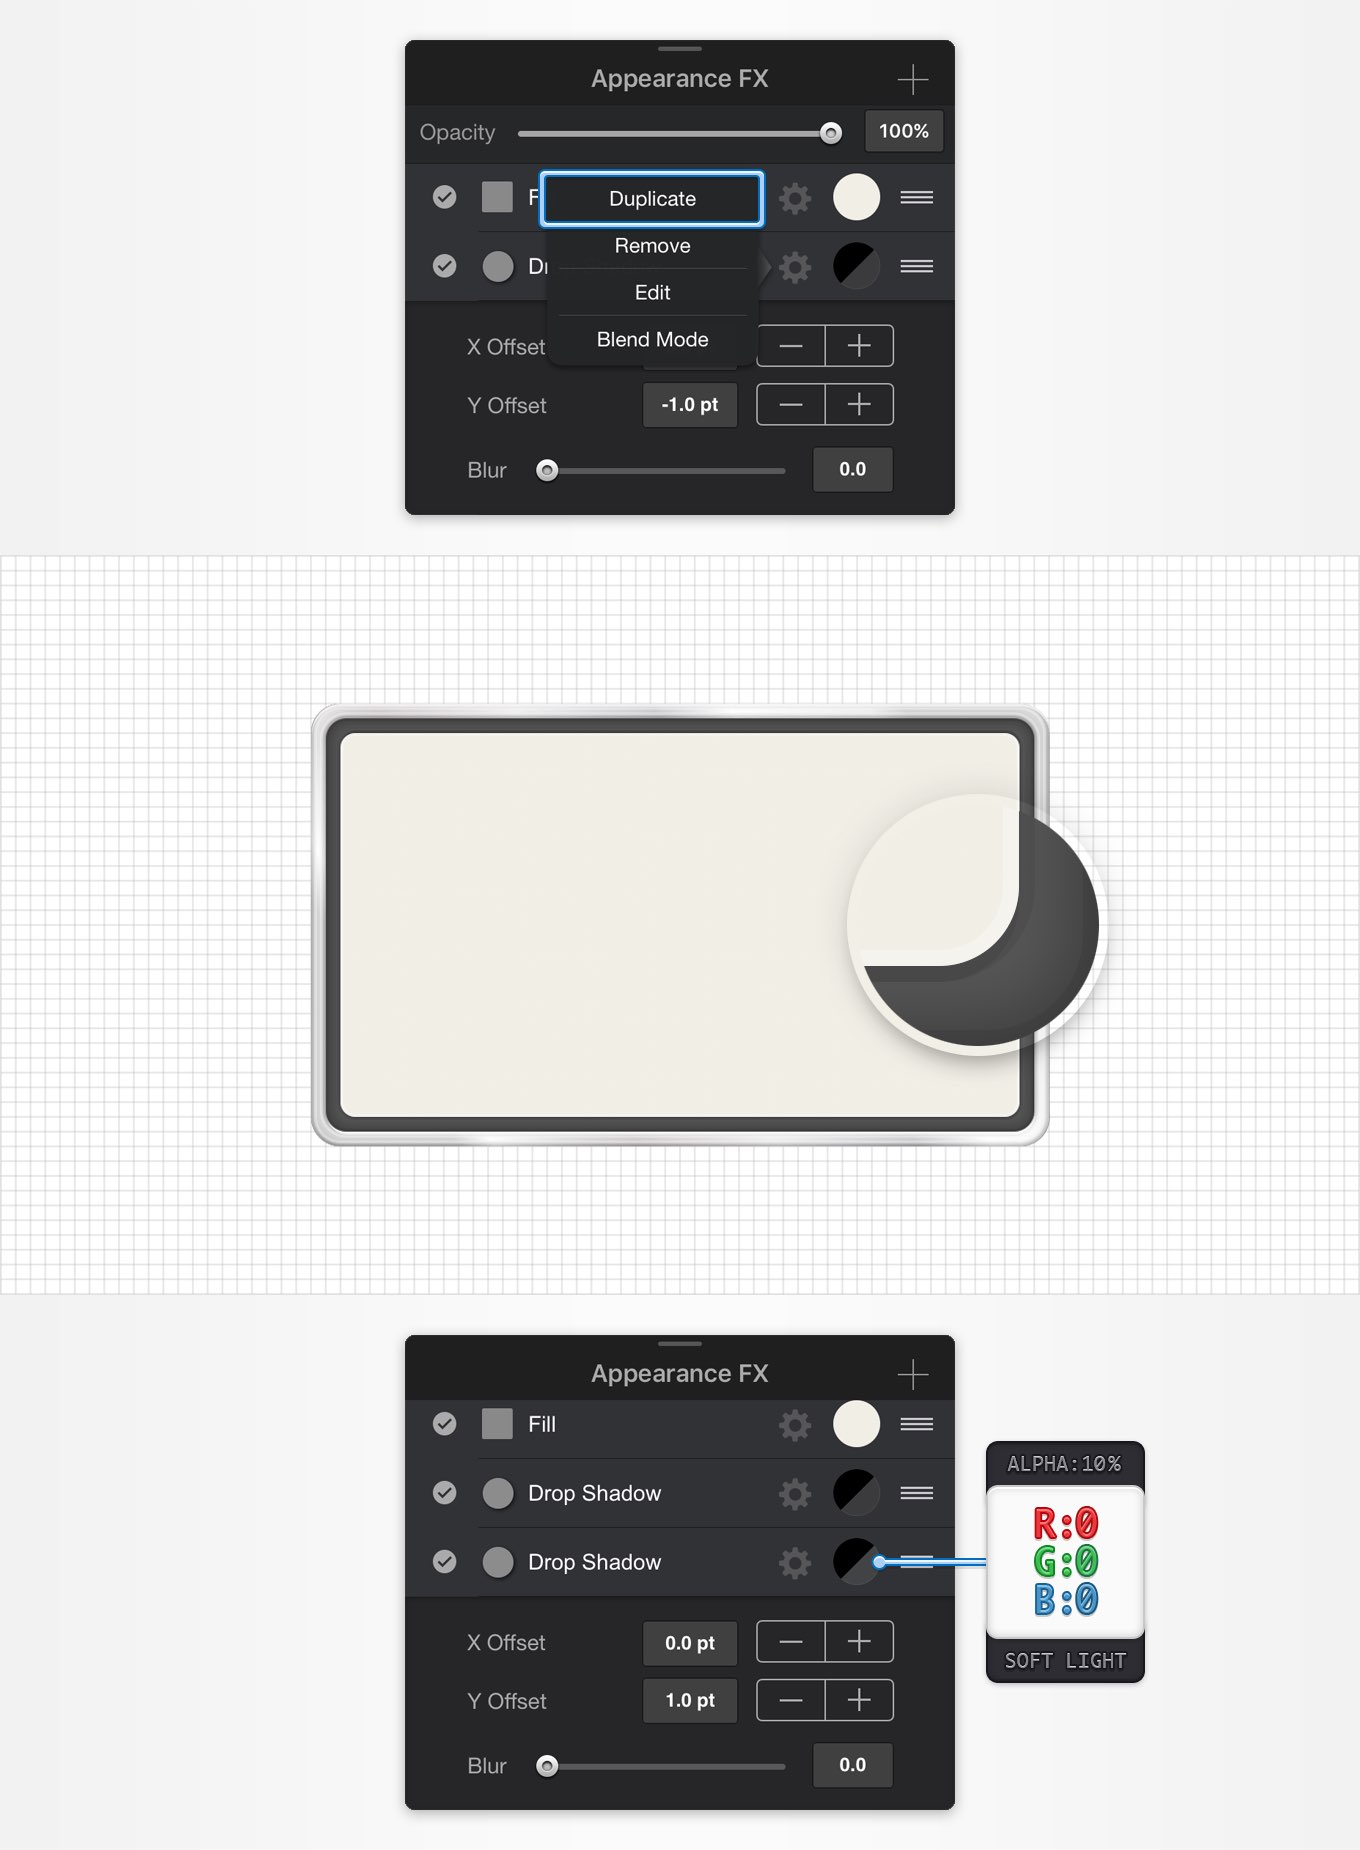 Appearance FX
Opacity 100%
F Duplicate
Remove
Dr
Edit
X Offset Blend Mode
Y Offset -1.0 pt
Blur 0.0
Appearance FX
Fill
Drop Shadow
Drop Shadow
X Offset 0.0 pt
Y Offset 1.0 pt
Blur 0.0
ALPHA:10%
R:0
G:0
B:0
SOFT LIGHT